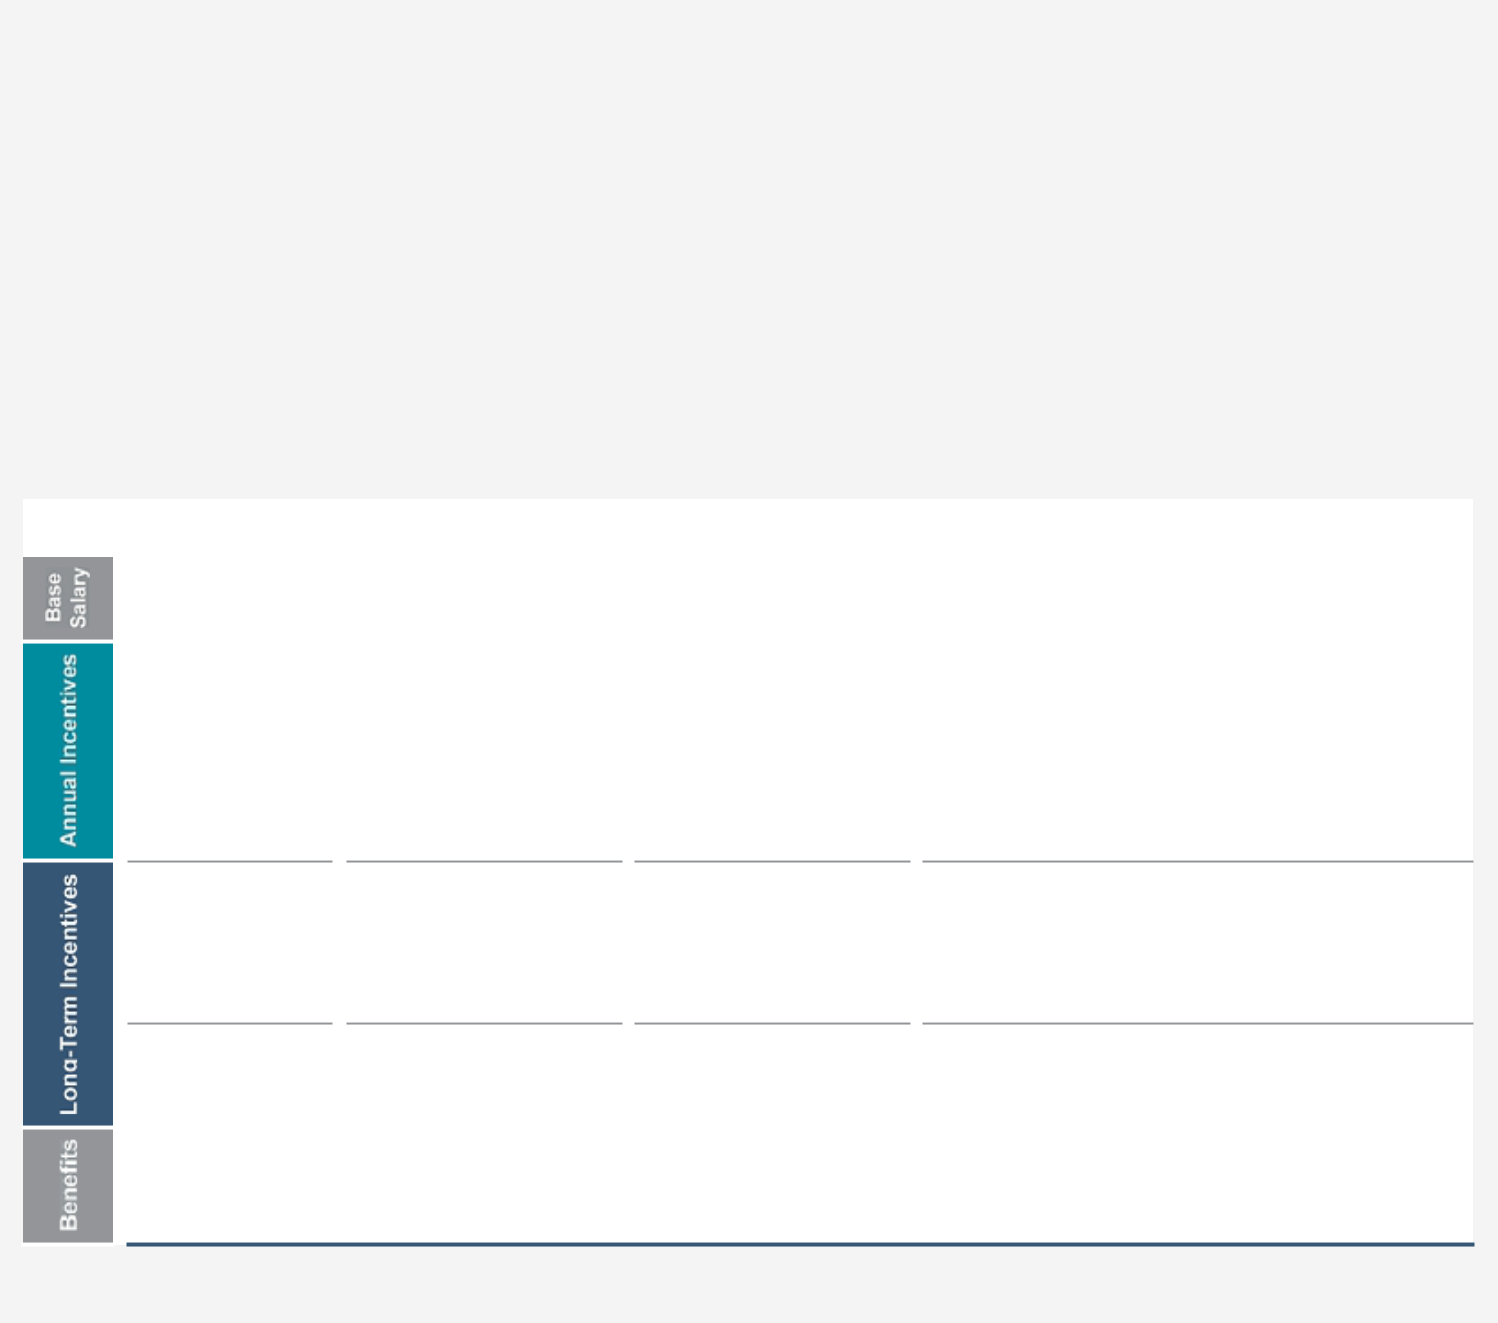 Base
Salary
Annual Incentives
Long-Term Incentives
Benefits